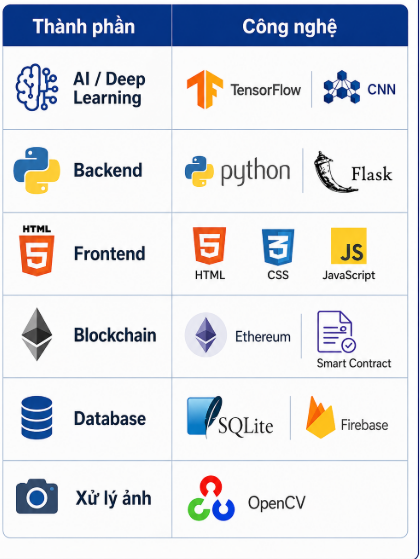 Thành phần Công nghệ
AI / Deep
Learning
TensorFlow CNN
Backend python Flask
HTML
5
Frontend
5
3
JS
HTML CSS JavaScript
Blockchain Ethereum
Smart Contract
Database SQLite Firebase
Xử lý ảnh OpenCV